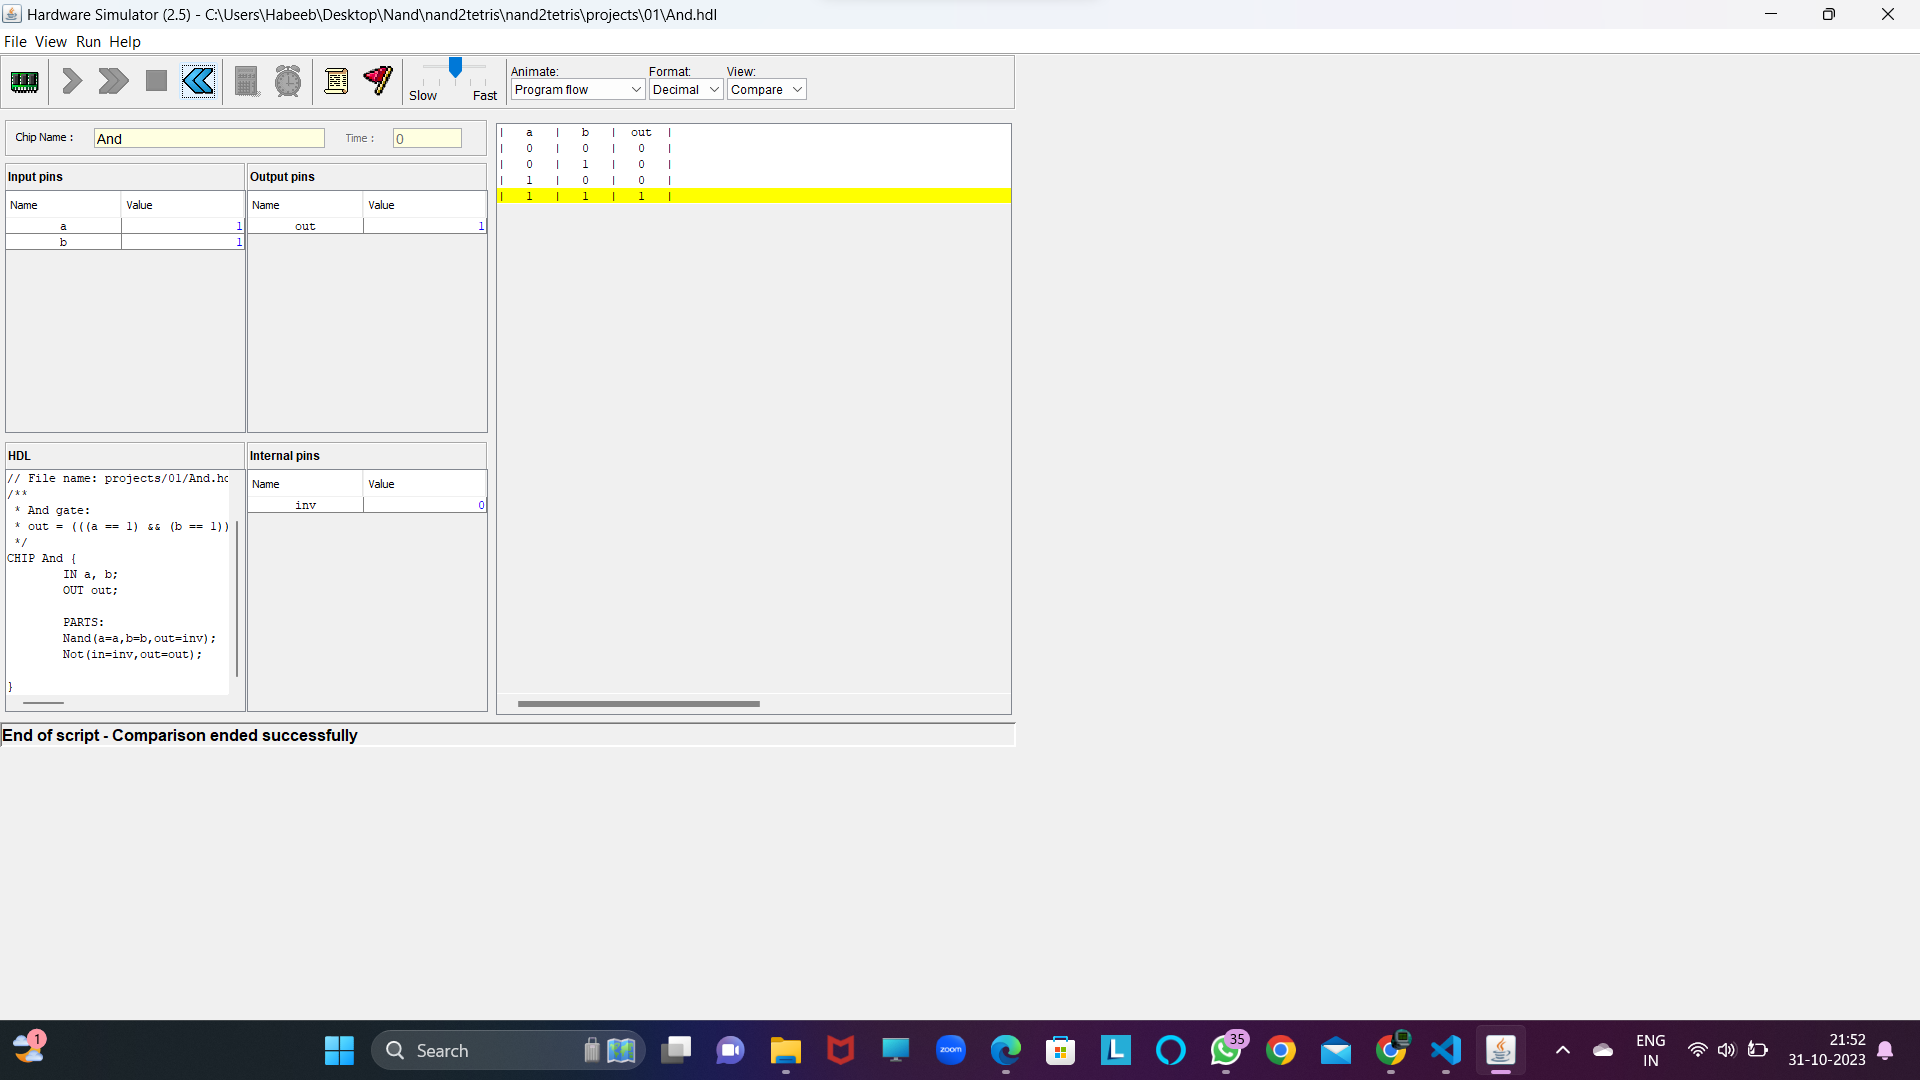 Hardware Simulator (2.5) - C:\Users\Habeeb\Desktop\Nand\nand2tetris\nand2tetris\projects\01\And.hdl
File View Run Help
Slow Fast
Animate: Format: View:
Program flow Decimal Compare
Chip Name : And Time : 0
Input pins
Name Value
a 1
b 1
Output pins
Name Value
out 1
HDL
// File name: projects/01/And.hd
/**
* And gate:
* out = (((a == 1) && (b == 1))
*/
CHIP And {
IN a, b;
OUT out;
PARTS:
Nand(a=a,b=b,out=inv);
Not(in=inv,out=out);
}
Internal pins
Name Value
inv 0
| a | b | out |
| 0 | 0 | 0 |
| 0 | 1 | 0 |
| 1 | 0 | 0 |
| 1 | 1 | 1 |
End of script - Comparison ended successfully
1
Search
zoom
L
35
ENG
IN
21:52
31-10-2023